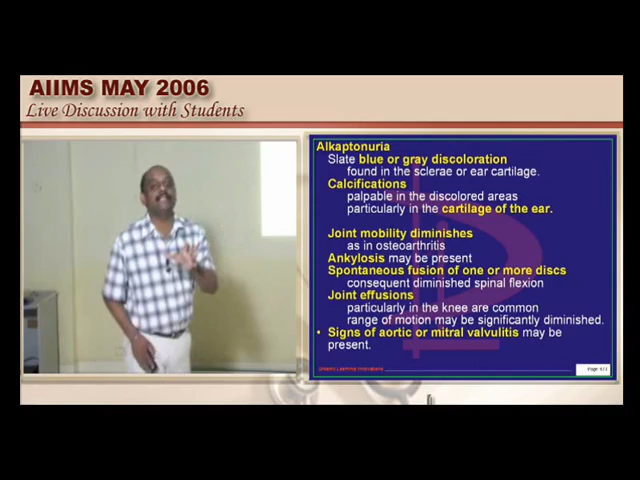 AIIMS MAY 2006
Live Discussion with Students
Alkaptonuria
Slate blue or gray discoloration
found in the sclerae or ear cartilage.
Calcifications
palpable in the discolored areas
particularly in the cartilage of the ear.
Joint mobility diminishes
as in osteoarthritis
Ankylosis may be present
Spontaneous fusion of one or more discs
consequent diminished spinal flexion
Joint effusions
particularly in the knee are common
range of motion may be significantly diminished.
• Signs of aortic or mitral valvulitis may be
present.